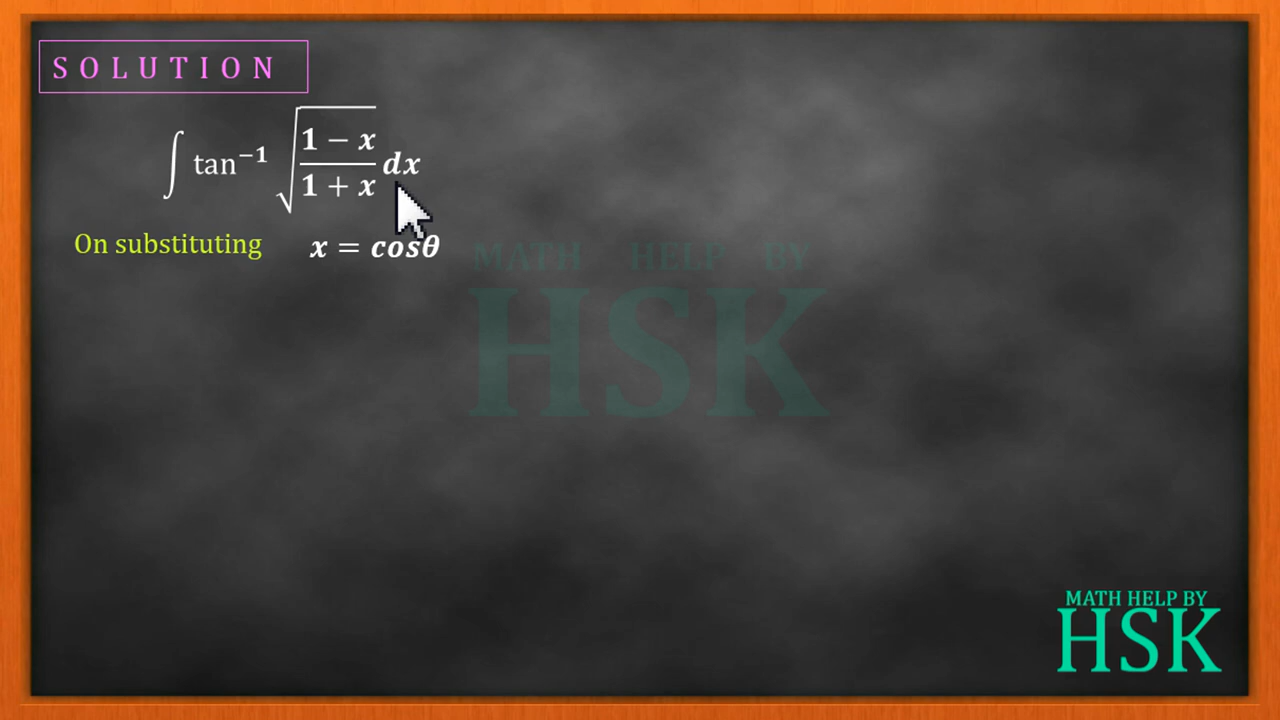 SOLUTION
∫ tan⁻¹ √((1 − x)/(1 + x)) dx
On substituting x = cosθ
MATH HELP BY
HSK
MATH HELP BY
HSK